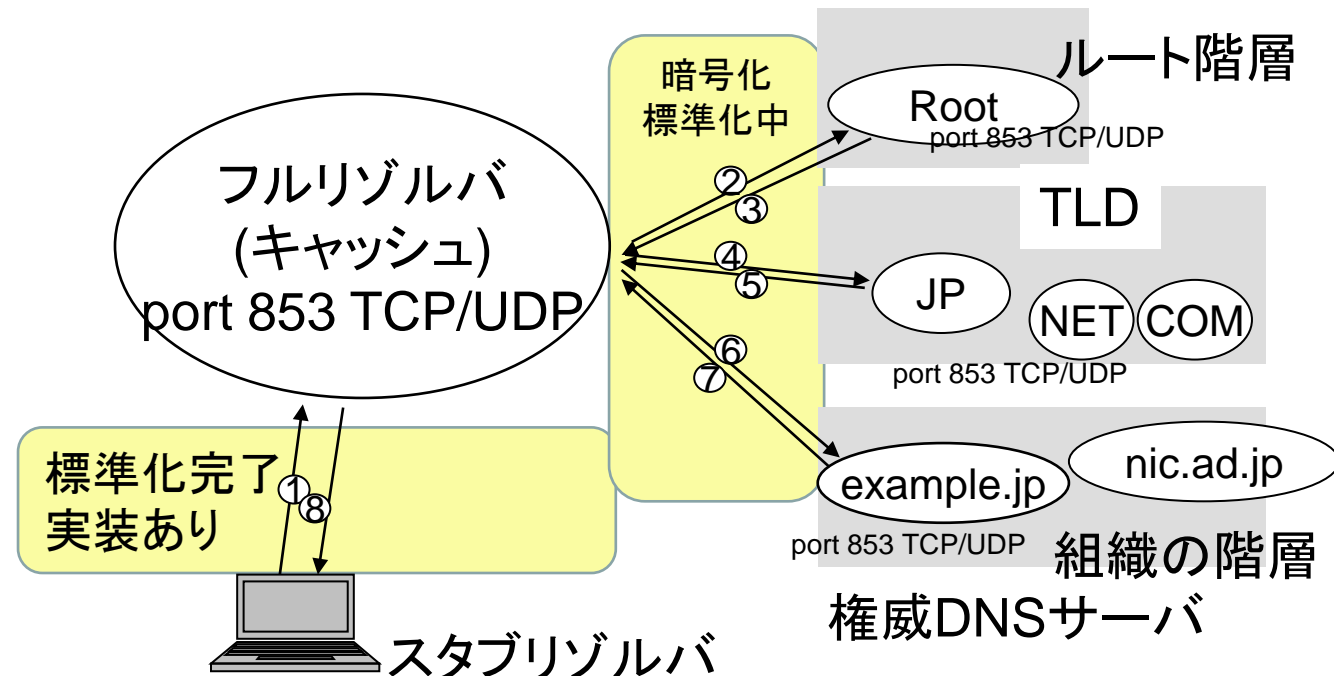 暗号化
標準化中
ルート階層
Root
port 853 TCP/UDP
フルリゾルバ
(キャッシュ)
port 853 TCP/UDP
②
③
TLD
④
⑤
JP
NET
COM
port 853 TCP/UDP
⑥
⑦
標準化完了
実装あり
①
⑧
example.jp
nic.ad.jp
port 853 TCP/UDP
組織の階層
権威DNSサーバ
スタブリゾルバ